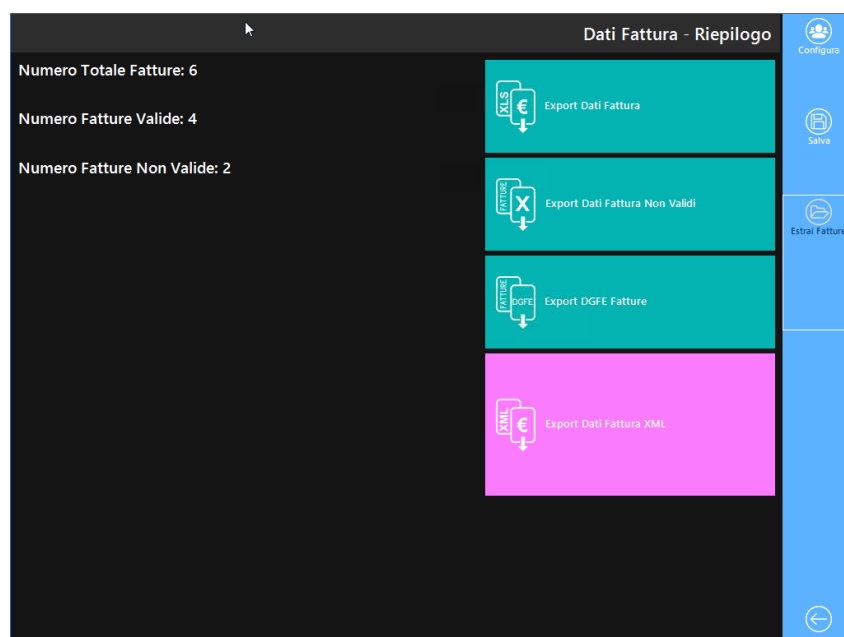 Dati Fattura - Riepilogo
Configura
Numero Totale Fatture: 6
XLS
€
Export Dati Fattura
Numero Fatture Valide: 4
Salva
Numero Fatture Non Valide: 2
FATTURE
X
Export Dati Fattura Non Validi
Estrai Fatture
FATTURE
DGFE
Export DGFE Fatture
XML
€
Export Dati Fattura XML